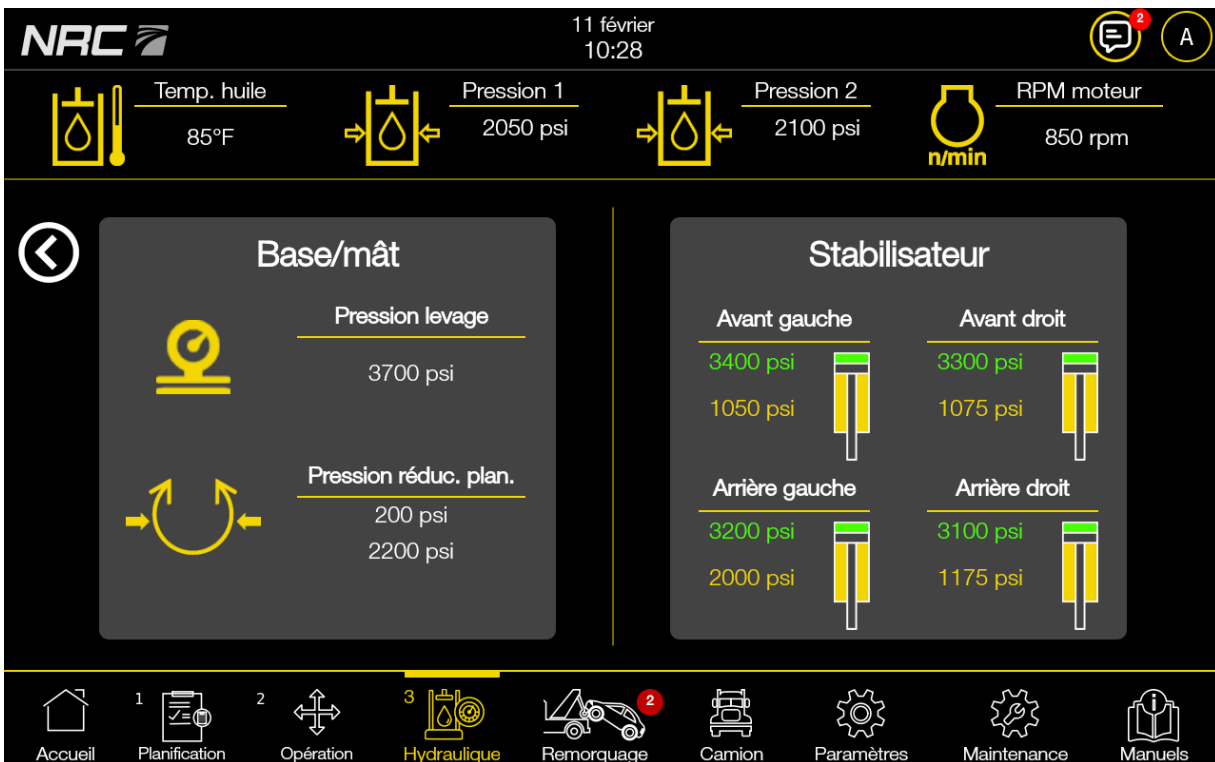 NRC
11 février
10:28
2
A
Temp. huile
85°F
Pression 1
2050 psi
Pression 2
2100 psi
n/min
RPM moteur
850 rpm
Base/mât
Pression levage
3700 psi
Pression réduc. plan.
200 psi
2200 psi
Stabilisateur
Avant gauche
3400 psi
1050 psi
Avant droit
3300 psi
1075 psi
Arrière gauche
3200 psi
2000 psi
Arrière droit
3100 psi
1175 psi
Accueil
1
Planification
2
Opération
3
Hydraulique
2
Remorquage
Camion
Paramètres
Maintenance
Manuels